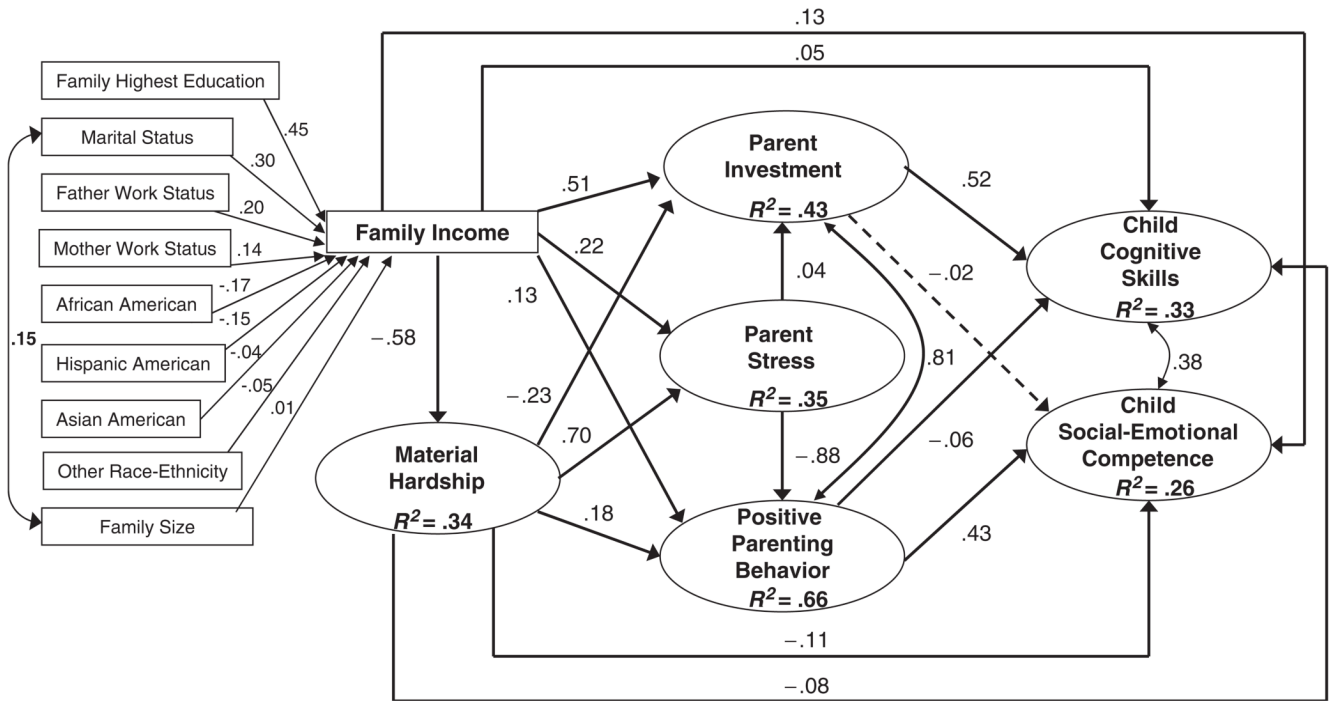 .13
.05
Family Highest Education
.45
Marital Status
.30
Father Work Status
.20
Mother Work Status
.14
African American
-.17
Hispanic American
-.15
Asian American
-.04
Other Race-Ethnicity
-.05
Family Size
.01
.15
Family Income
.51
.22
.13
−.58
Material
Hardship
R² = .34
−.23
.70
.18
Parent
Investment
R² = .43
.04
Parent
Stress
R² = .35
−.88
Positive
Parenting
Behavior
R² = .66
.81
.52
−.02
−.06
.43
Child
Cognitive
Skills
R² = .33
.38
Child
Social-Emotional
Competence
R² = .26
−.11
−.08